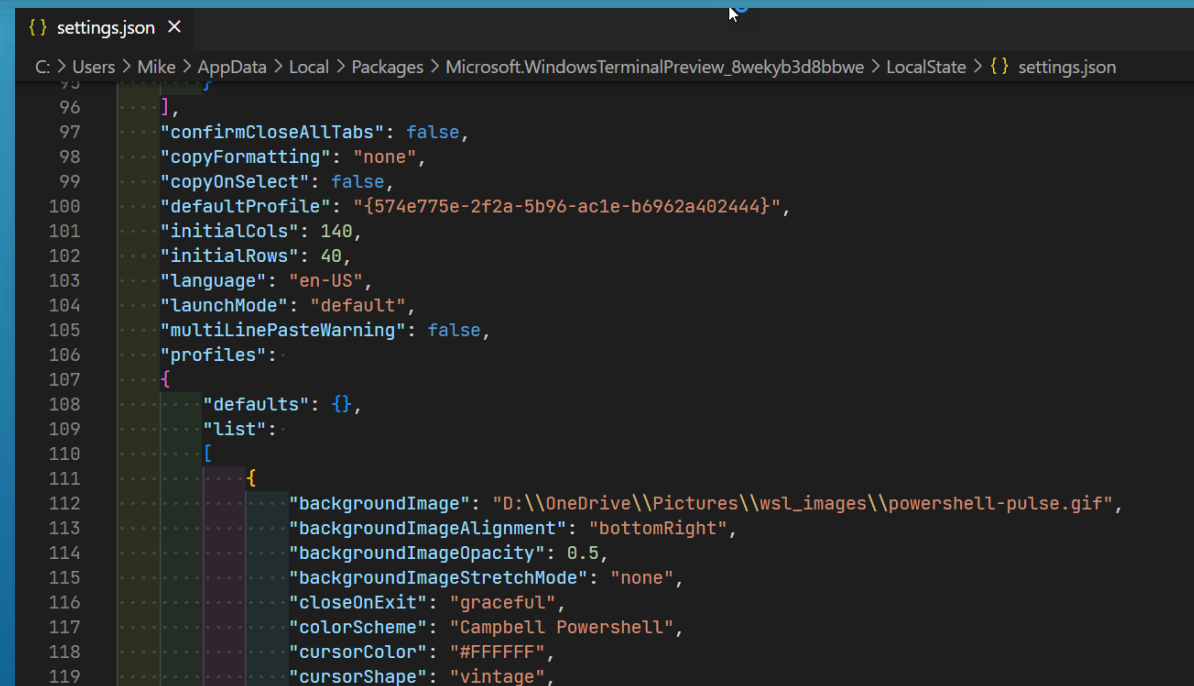 {} settings.json ×
C: > Users > Mike > AppData > Local > Packages > Microsoft.WindowsTerminalPreview_8wekyb3d8bbwe > LocalState > {} settings.json
95 }
96 ],
97 "confirmCloseAllTabs": false,
98 "copyFormatting": "none",
99 "copyOnSelect": false,
100 "defaultProfile": "{574e775e-2f2a-5b96-ac1e-b6962a402444}",
101 "initialCols": 140,
102 "initialRows": 40,
103 "language": "en-US",
104 "launchMode": "default",
105 "multiLinePasteWarning": false,
106 "profiles":
107 {
108 "defaults": {},
109 "list":
110 [
111 {
112 "backgroundImage": "D:\\OneDrive\\Pictures\\wsl_images\\powershell-pulse.gif",
113 "backgroundImageAlignment": "bottomRight",
114 "backgroundImageOpacity": 0.5,
115 "backgroundImageStretchMode": "none",
116 "closeOnExit": "graceful",
117 "colorScheme": "Campbell Powershell",
118 "cursorColor": "#FFFFFF",
119 "cursorShape": "vintage",